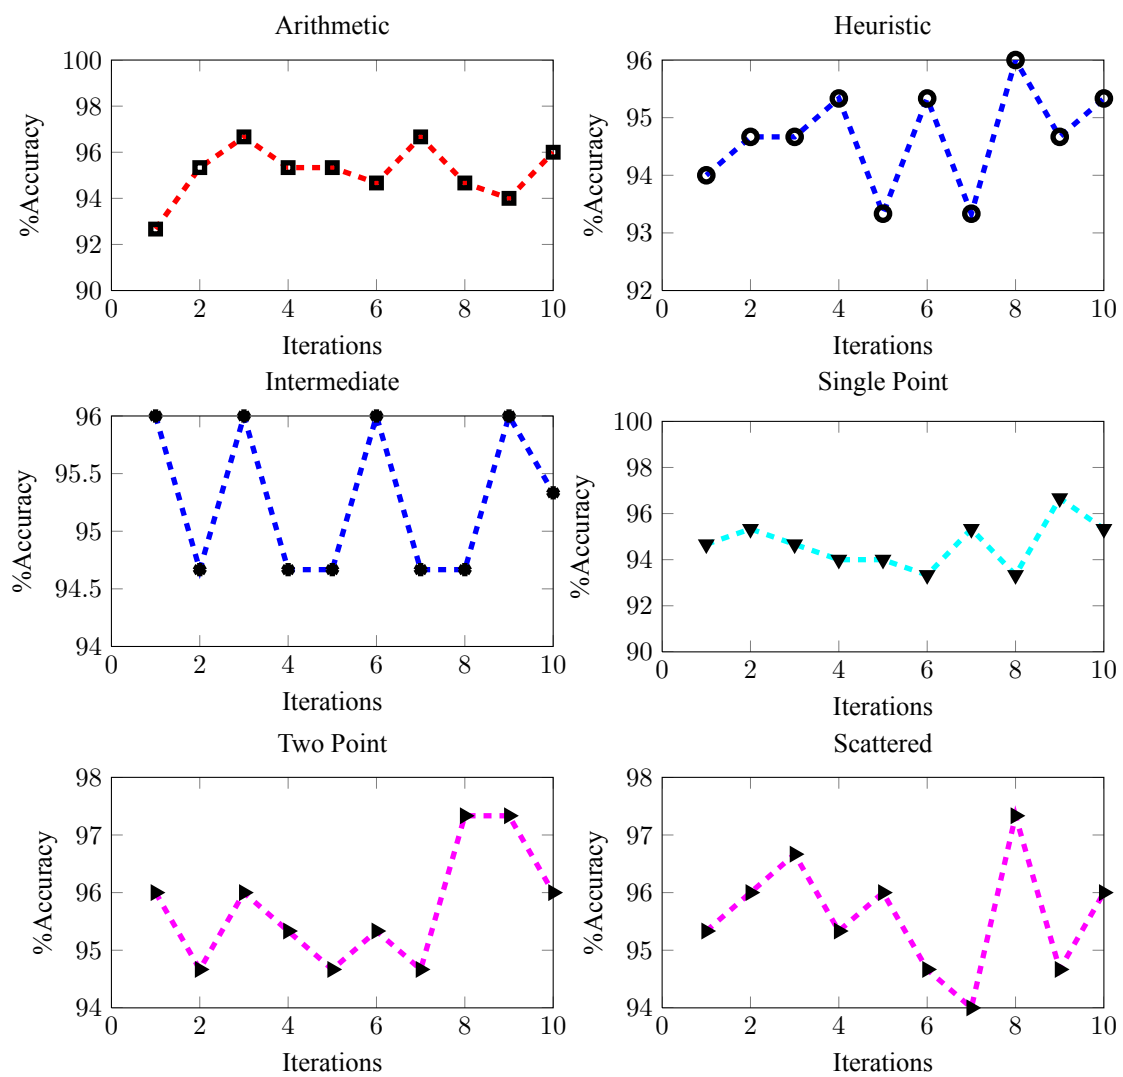 Arithmetic
100
98
96
94
92
90
%Accuracy
0 2 4 6 8 10
Iterations
Heuristic
96
95
94
93
92
%Accuracy
0 2 4 6 8 10
Iterations
Intermediate
96
95.5
95
94.5
94
%Accuracy
0 2 4 6 8 10
Iterations
Single Point
100
98
96
94
92
90
%Accuracy
0 2 4 6 8 10
Iterations
Two Point
98
97
96
95
94
%Accuracy
0 2 4 6 8 10
Iterations
Scattered
98
97
96
95
94
%Accuracy
0 2 4 6 8 10
Iterations